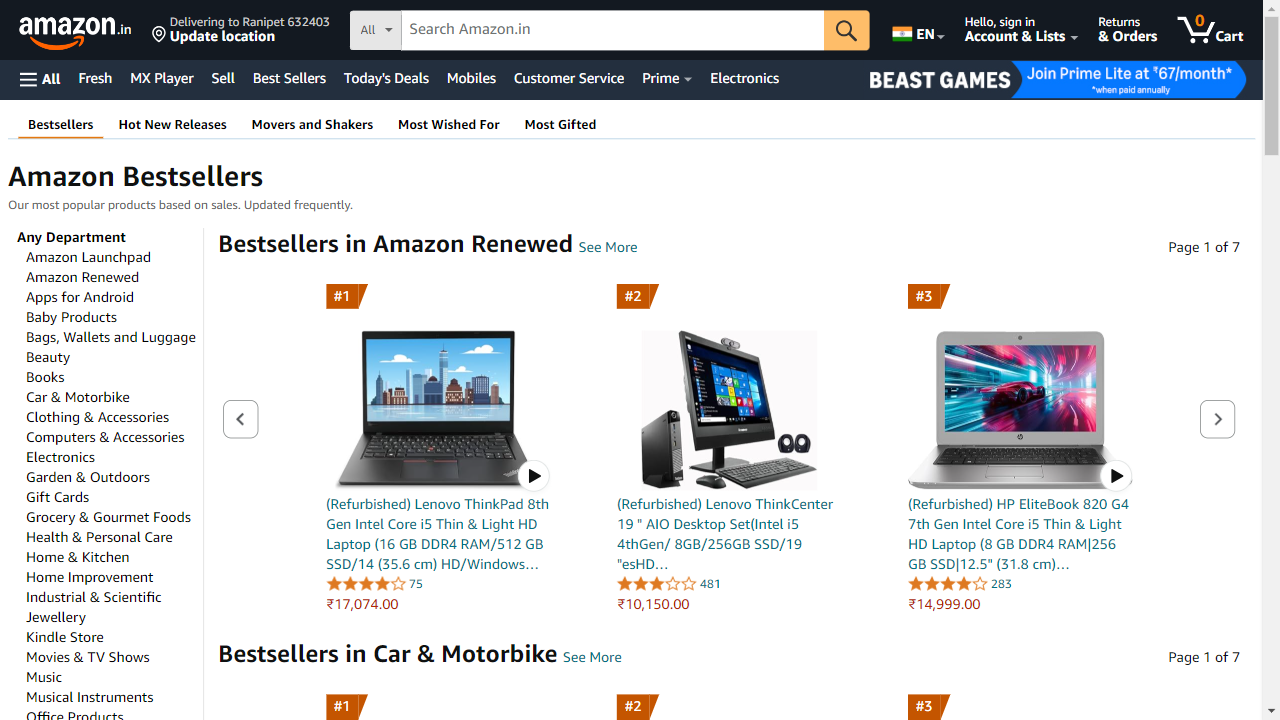 amazon.in
Delivering to Ranipet 632403
Update location
All
Search Amazon.in
EN
Hello, sign in
Account & Lists
Returns
& Orders
0
Cart
All
Fresh
MX Player
Sell
Best Sellers
Today's Deals
Mobiles
Customer Service
Prime
Electronics
BEAST GAMES
Join Prime Lite at ₹67/month*
*when paid annually
Bestsellers
Hot New Releases
Movers and Shakers
Most Wished For
Most Gifted
Amazon Bestsellers
Our most popular products based on sales. Updated frequently.
Any Department
Amazon Launchpad
Amazon Renewed
Apps for Android
Baby Products
Bags, Wallets and Luggage
Beauty
Books
Car & Motorbike
Clothing & Accessories
Computers & Accessories
Electronics
Garden & Outdoors
Gift Cards
Grocery & Gourmet Foods
Health & Personal Care
Home & Kitchen
Home Improvement
Industrial & Scientific
Jewellery
Kindle Store
Movies & TV Shows
Music
Musical Instruments
Office Products
Bestsellers in Amazon Renewed See More
Page 1 of 7
#1
(Refurbished) Lenovo ThinkPad 8th
Gen Intel Core i5 Thin & Light HD
Laptop (16 GB DDR4 RAM/512 GB
SSD/14 (35.6 cm) HD/Windows…
75
₹17,074.00
#2
(Refurbished) Lenovo ThinkCenter
19 " AIO Desktop Set(Intel i5
4thGen/ 8GB/256GB SSD/19
"esHD…
481
₹10,150.00
#3
(Refurbished) HP EliteBook 820 G4
7th Gen Intel Core i5 Thin & Light
HD Laptop (8 GB DDR4 RAM|256
GB SSD|12.5" (31.8 cm)…
283
₹14,999.00
Bestsellers in Car & Motorbike See More
Page 1 of 7
#1
#2
#3